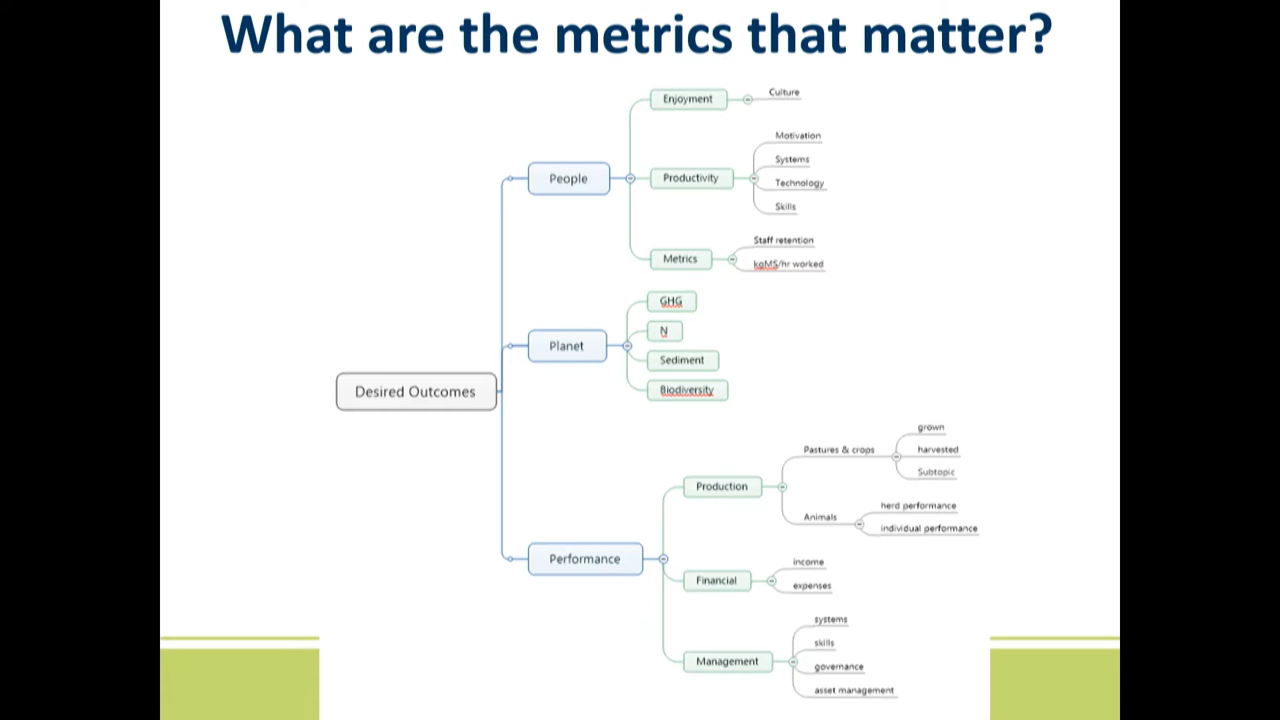 What are the metrics that matter?
Desired Outcomes
People
Enjoyment
Culture
Productivity
Motivation
Systems
Technology
Skills
Metrics
Staff retention
kgMS/hr worked
Planet
GHG
N
Sediment
Biodiversity
Performance
Production
Pastures & crops
grown
harvested
Subtopic
Animals
herd performance
individual performance
Financial
income
expenses
Management
systems
skills
governance
asset management